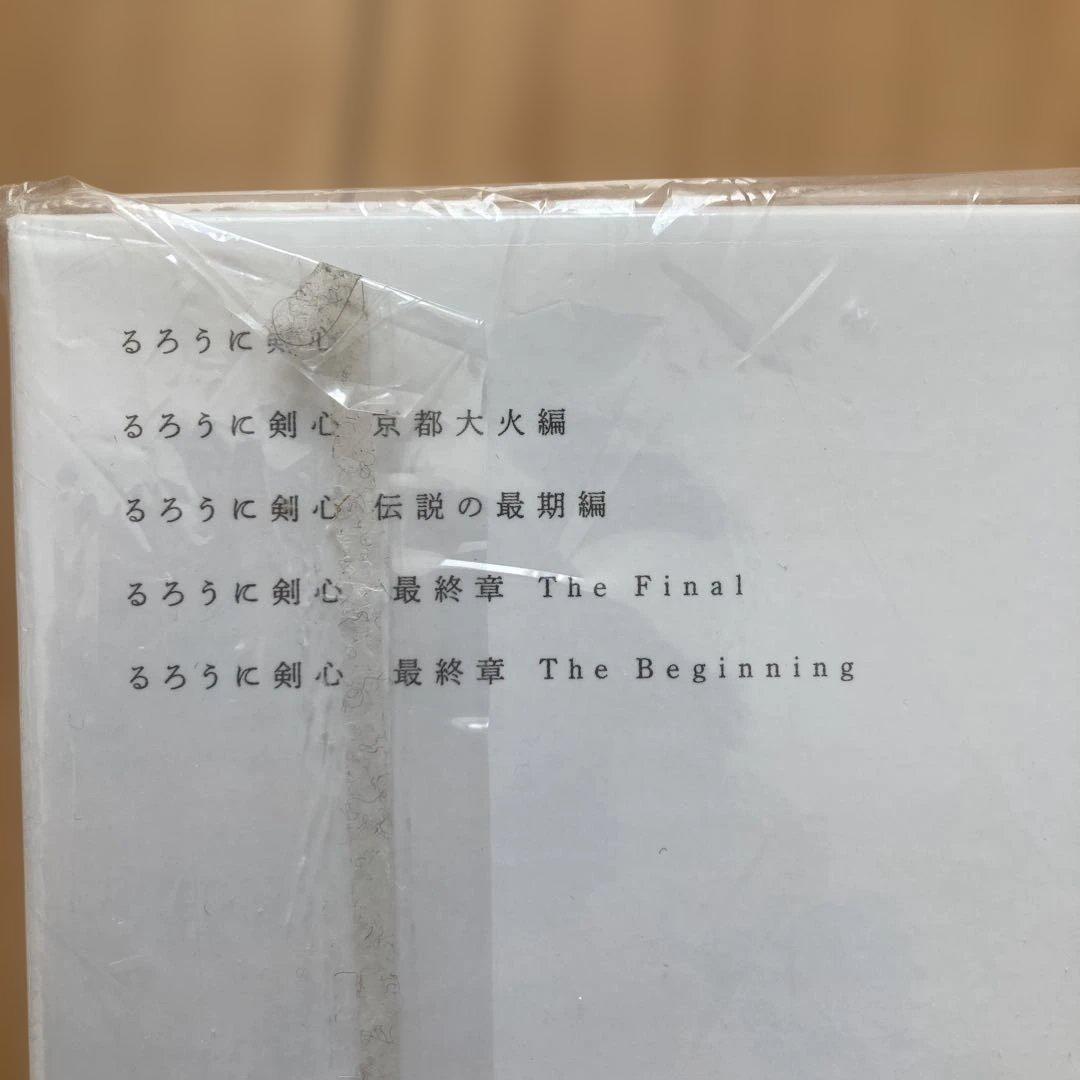 るろうに剣心
るろうに剣心 京都大火編
るろうに剣心 伝説の最期編
るろうに剣心 最終章 The Final
るろうに剣心 最終章 The Beginning